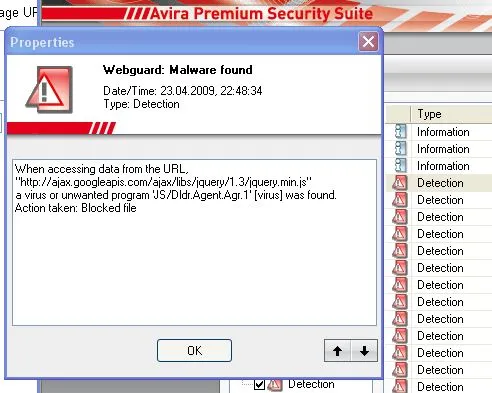 age UF
Avira Premium Security Suite
Properties
Webguard: Malware found
Date/Time: 23.04.2009, 22:48:34
Type: Detection
When accessing data from the URL,
"http://ajax.googleapis.com/ajax/libs/jquery/1.3/jquery.min.js"
a virus or unwanted program 'JS/Dldr.Agent.Agr.1' [virus] was found.
Action taken: Blocked file
OK
Type
Information
Information
Information
Detection
Detection
Detection
Detection
Detection
Detection
Detection
Detection
Detection
Detection
Detection
Detection
Detection
Detection